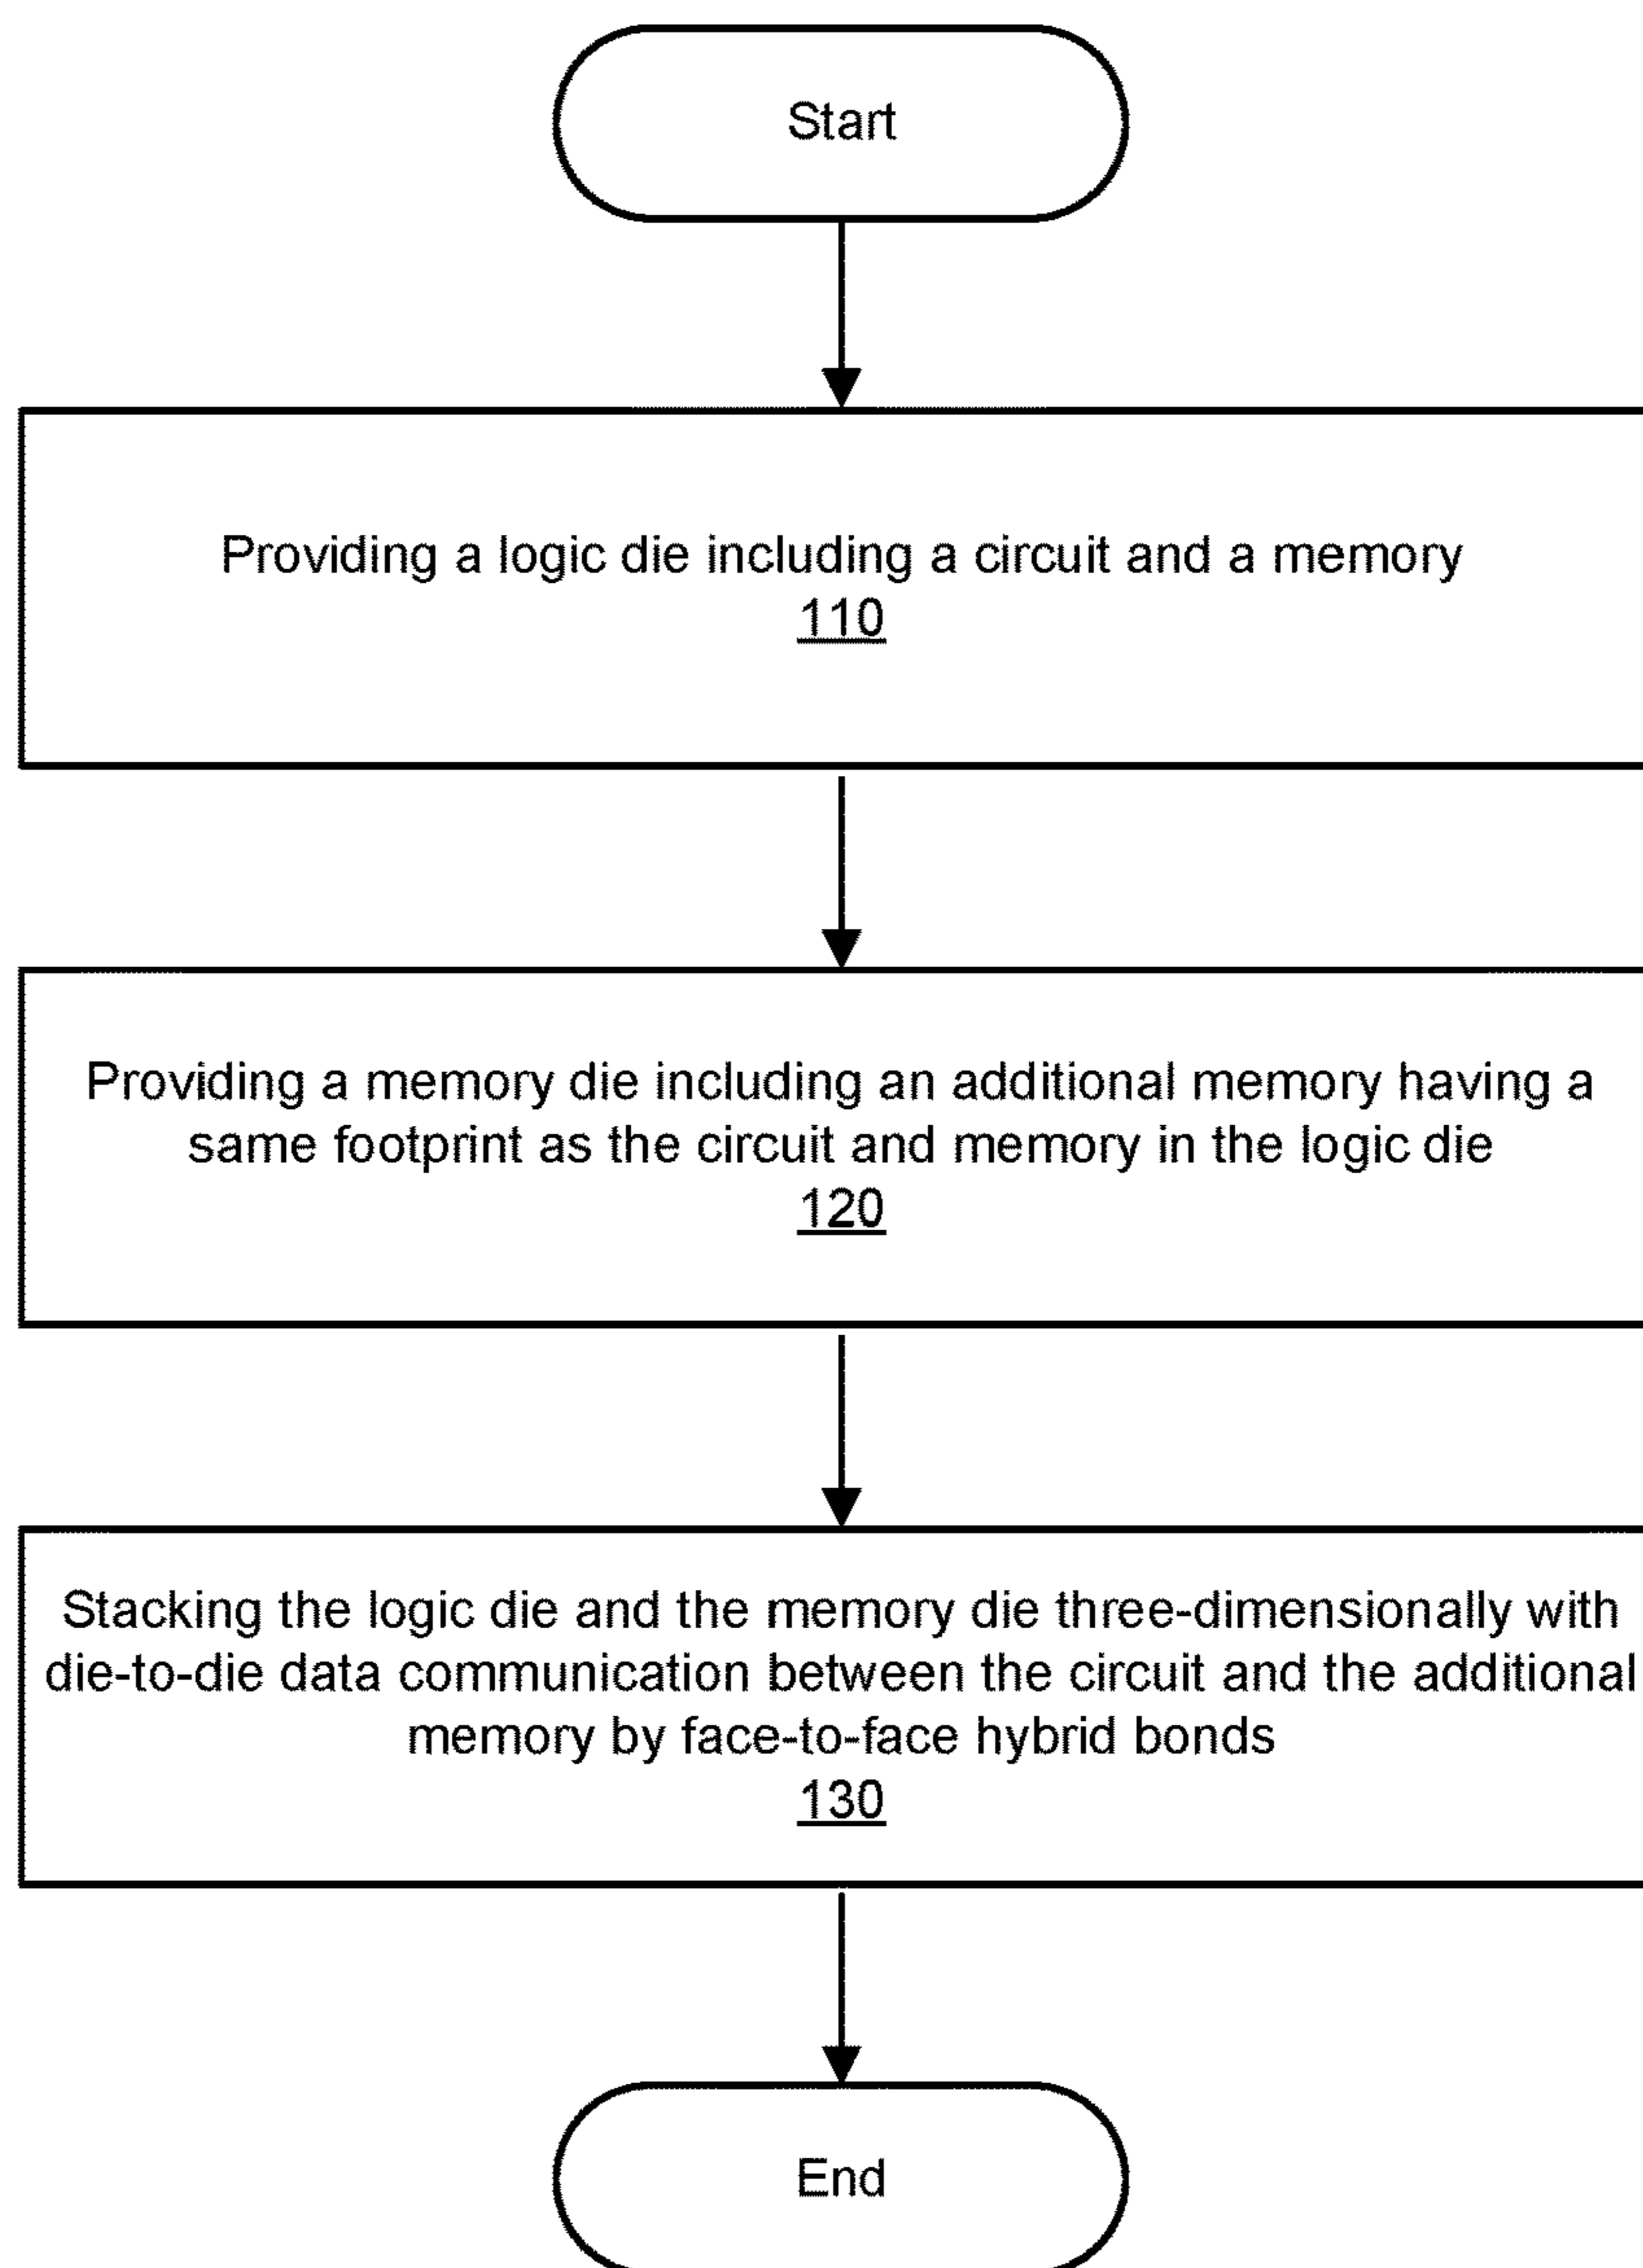 Start
Providing a logic die including a circuit and a memory
110
Providing a memory die including an additional memory having a
same footprint as the circuit and memory in the logic die
120
Stacking the logic die and the memory die three-dimensionally with
die-to-die data communication between the circuit and the additional
memory by face-to-face hybrid bonds
130
End